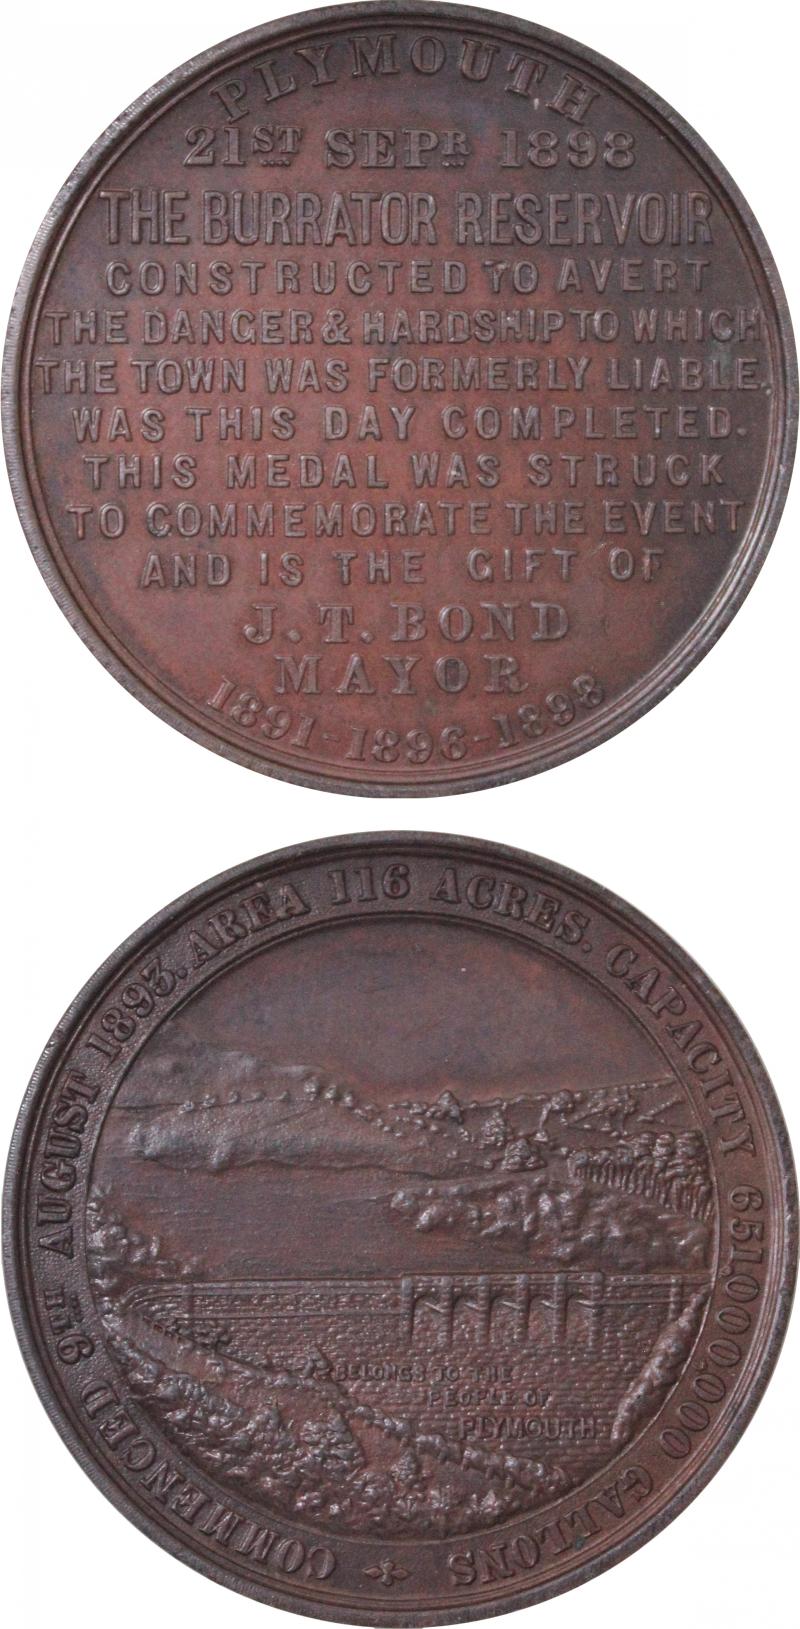 PLYMOUTH
21ST SEPR 1898
THE BURRATOR RESERVOIR
CONSTRUCTED TO AVERT
THE DANGER & HARDSHIP TO WHICH
THE TOWN WAS FORMERLY LIABLE.
WAS THIS DAY COMPLETED.
THIS MEDAL WAS STRUCK
TO COMMEMORATE THE EVENT
AND IS THE GIFT OF
J. T. BOND
MAYOR
1891-1896-1898
COMMENCED 9TH AUGUST 1893. AREA 116 ACRES. CAPACITY 651,000,000 GALLONS
BELONGS TO THE
PEOPLE OF
PLYMOUTH